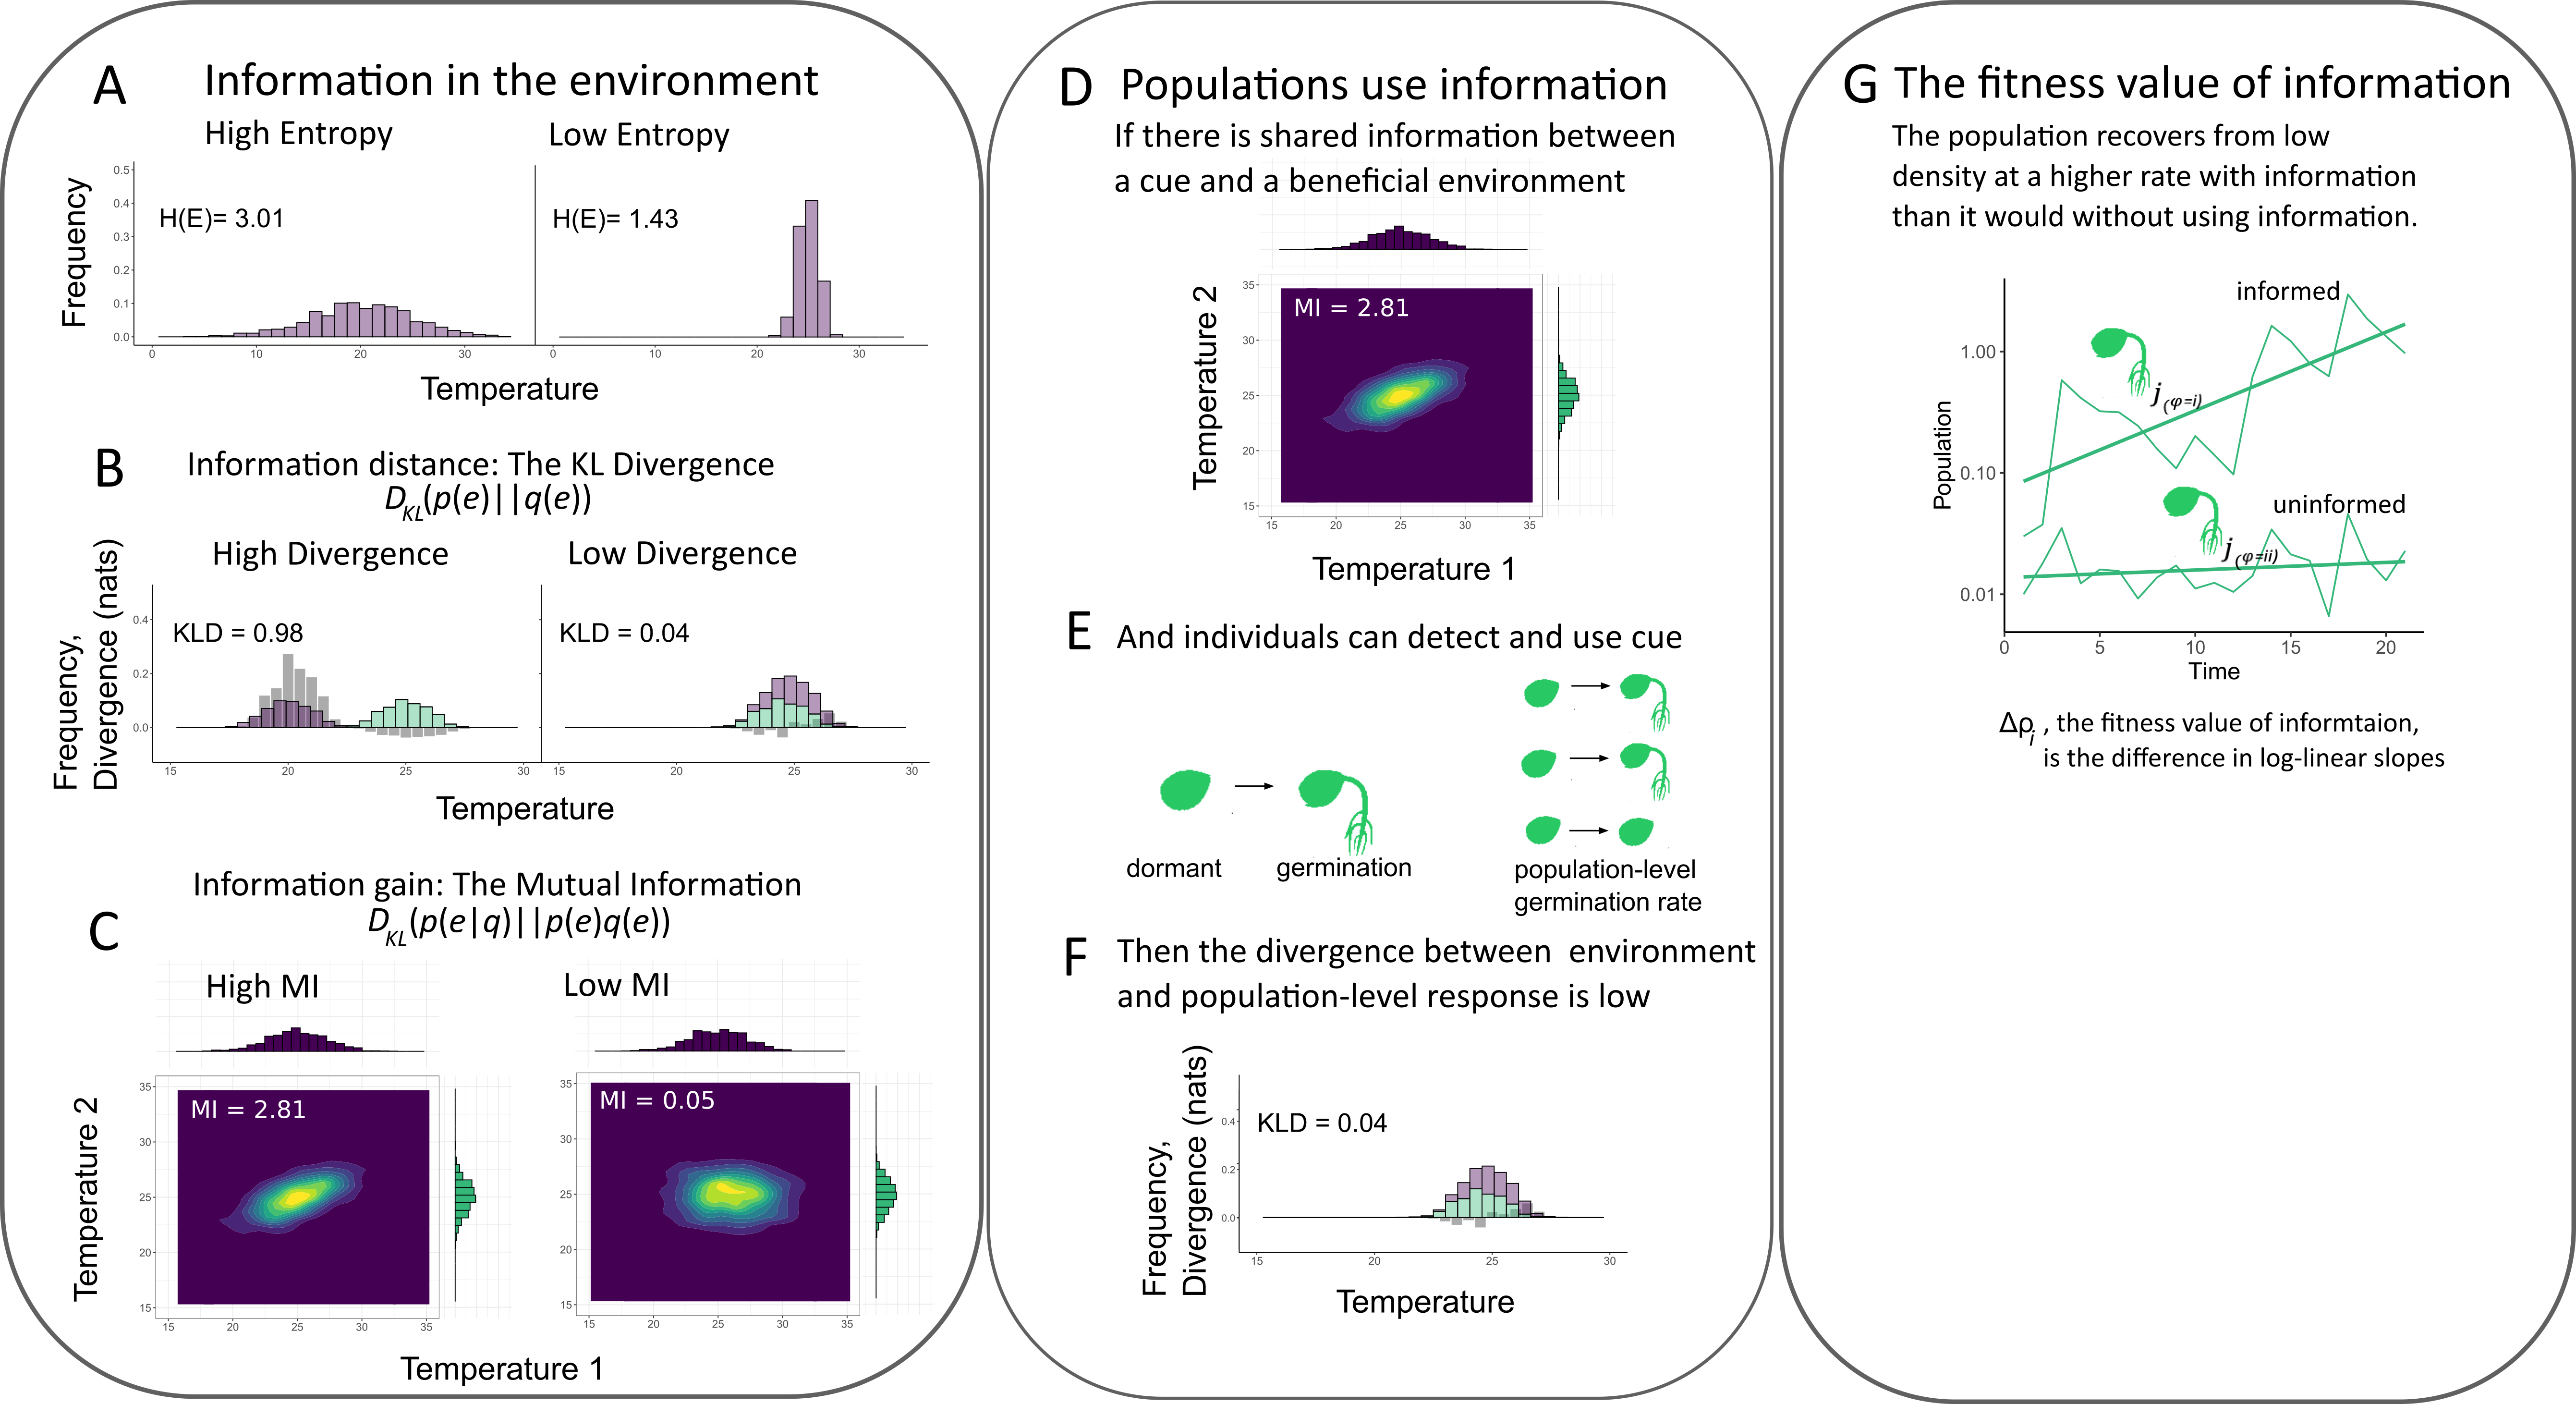 A Information in the environment
High Entropy Low Entropy
Frequency
0.5
0.4
0.3
0.2
0.1
0.0
H(E)= 3.01
H(E)= 1.43
0 10 20 30
0 10 20 30
Temperature
B Information distance: The KL Divergence
D_KL(p(e)||q(e))
High Divergence Low Divergence
Frequency,
Divergence (nats)
0.4
0.2
0.0
KLD = 0.98
KLD = 0.04
15 20 25 30
15 20 25 30
Temperature
Information gain: The Mutual Information
C D_KL(p(e|q)||p(e)q(e))
High MI Low MI
Temperature 2
35
30
25
20
15
MI = 2.81
15 20 25 30 35
35
30
25
20
15
MI = 0.05
15 20 25 30 35
Temperature 1
D Populations use information
If there is shared information between
a cue and a beneficial environment
Temperature 2
35
30
25
20
15
MI = 2.81
15 20 25 30 35
Temperature 1
E And individuals can detect and use cue
dormant germination
population-level
germination rate
F Then the divergence between environment
and population-level response is low
Frequency,
Divergence (nats)
0.4
0.2
0.0
KLD = 0.04
15 20 25 30
Temperature
G The fitness value of information
The population recovers from low
density at a higher rate with information
than it would without using information.
Population
1.00
0.10
0.01
informed
j(φ=i)
uninformed
j(φ=ii)
0 5 10 15 20
Time
Δρi , the fitness value of informtaion,
is the difference in log-linear slopes